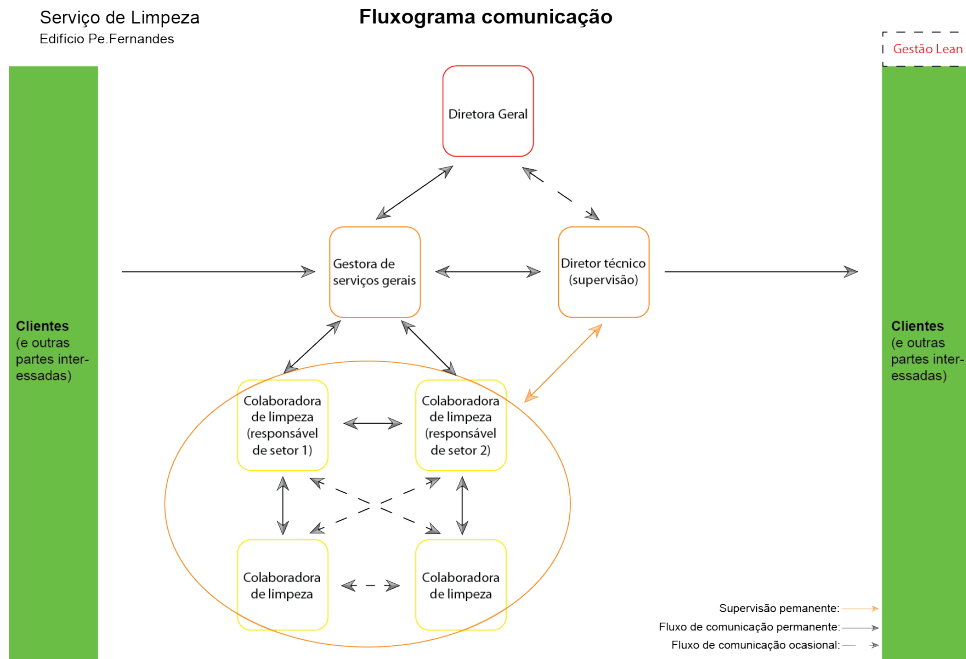 Serviço de Limpeza
Edifício Pe.Fernandes
Fluxograma comunicação
Gestão Lean
Diretora Geral
Gestora de
serviços gerais
Diretor técnico
(supervisão)
Clientes
(e outras
partes inter-
essadas)
Clientes
(e outras
partes inter-
essadas)
Colaboradora
de limpeza
(responsável
de setor 1)
Colaboradora
de limpeza
(responsável
de setor 2)
Colaboradora
de limpeza
Colaboradora
de limpeza
Supervisão pemanente:
Fluxo de comunicação permanente:
Fluxo de comunicação ocasional: